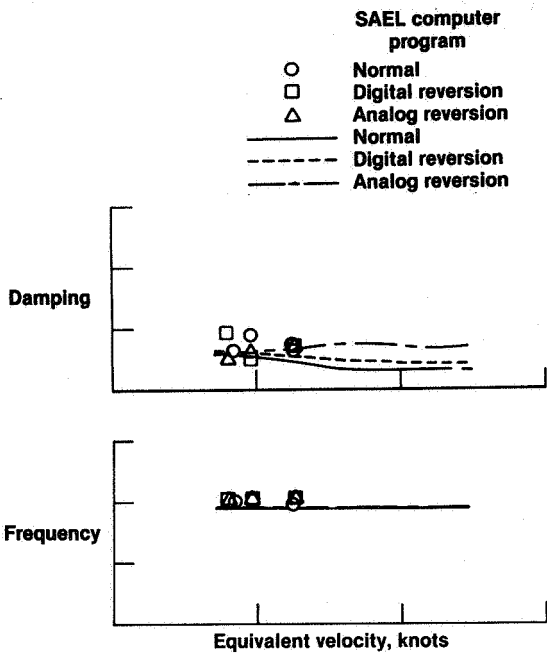 SAEL computer
program
Normal
Digital reversion
Analog reversion
Normal
Digital reversion
Analog reversion
Damping
Frequency
Equivalent velocity, knots